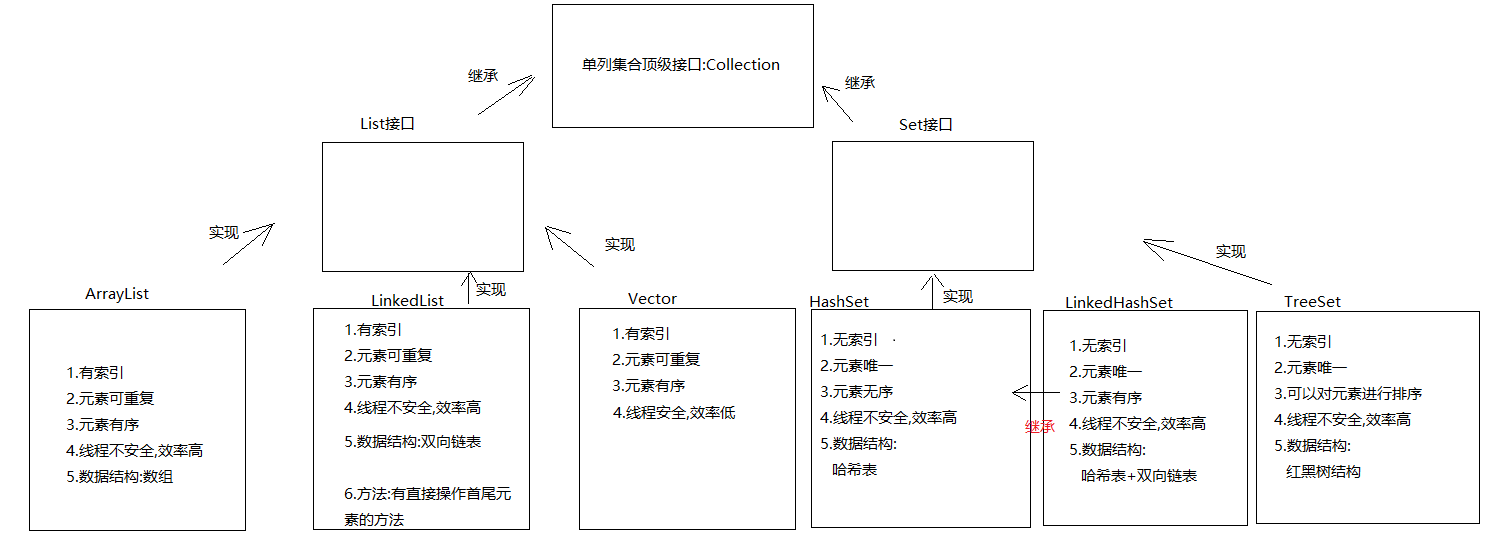 单列集合顶级接口:Collection
继承
继承
List接口
Set接口
实现
实现
实现
实现
实现
ArrayList
1.有索引
2.元素可重复
3.元素有序
4.线程不安全,效率高
5.数据结构:数组
LinkedList
1.有索引
2.元素可重复
3.元素有序
4.线程不安全,效率高
5.数据结构:双向链表
6.方法:有直接操作首尾元
素的方法
Vector
1.有索引
2.元素可重复
3.元素有序
4.线程安全,效率低
HashSet
1.无索引
2.元素唯一
3.元素无序
4.线程不安全,效率高
5.数据结构:
哈希表
继承
LinkedHashSet
1.无索引
2.元素唯一
3.元素有序
4.线程不安全,效率高
5.数据结构:
哈希表+双向链表
TreeSet
1.无索引
2.元素唯一
3.可以对元素进行排序
4.线程不安全,效率高
5.数据结构:
红黑树结构